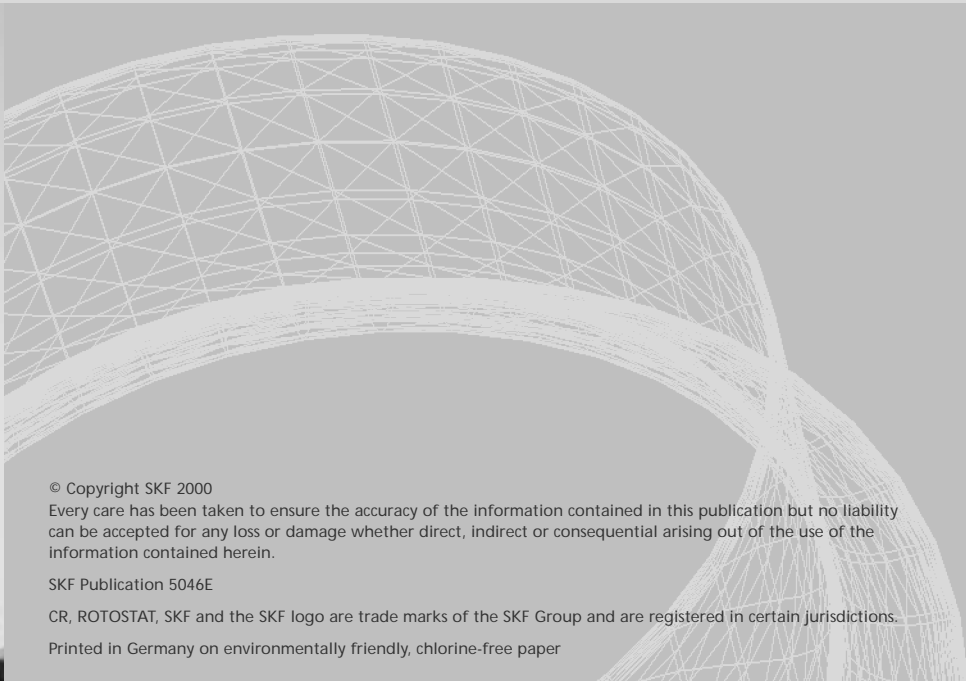 © Copyright SKF 2000
Every care has been taken to ensure the accuracy of the information contained in this publication but no liability
can be accepted for any loss or damage whether direct, indirect or consequential arising out of the use of the
information contained herein.
SKF Publication 5046E
CR, ROTOSTAT, SKF and the SKF logo are trade marks of the SKF Group and are registered in certain jurisdictions.
Printed in Germany on environmentally friendly, chlorine-free paper